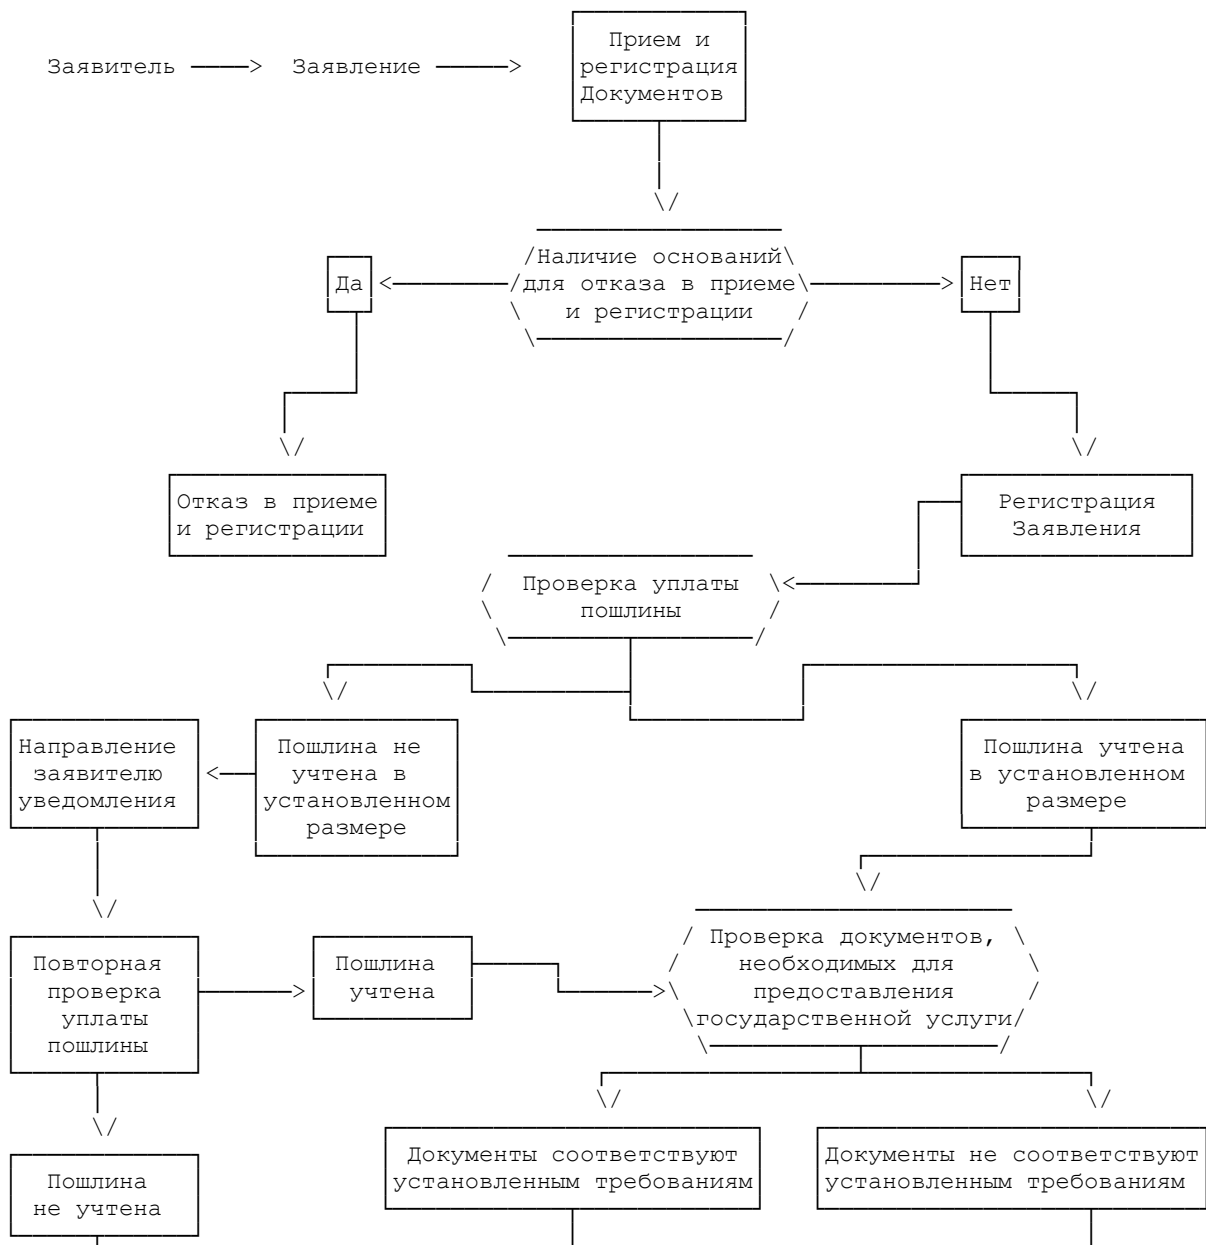 Прием и
Заявитель Заявление регистрация
Документов
Наличие оснований
Да для отказа в приеме Нет
и регистрации
Отказ в приеме
и регистрации
Регистрация
Заявления
Проверка уплаты
пошлины
Направление
заявителю
уведомления
Пошлина не
учтена в
установленном
размере
Пошлина учтена
в установленном
размере
Повторная
проверка
уплаты
пошлины
Пошлина
учтена
Проверка документов,
необходимых для
предоставления
государственной услуги
Пошлина
не учтена
Документы соответствуют
установленным требованиям
Документы не соответствуют
установленным требованиям